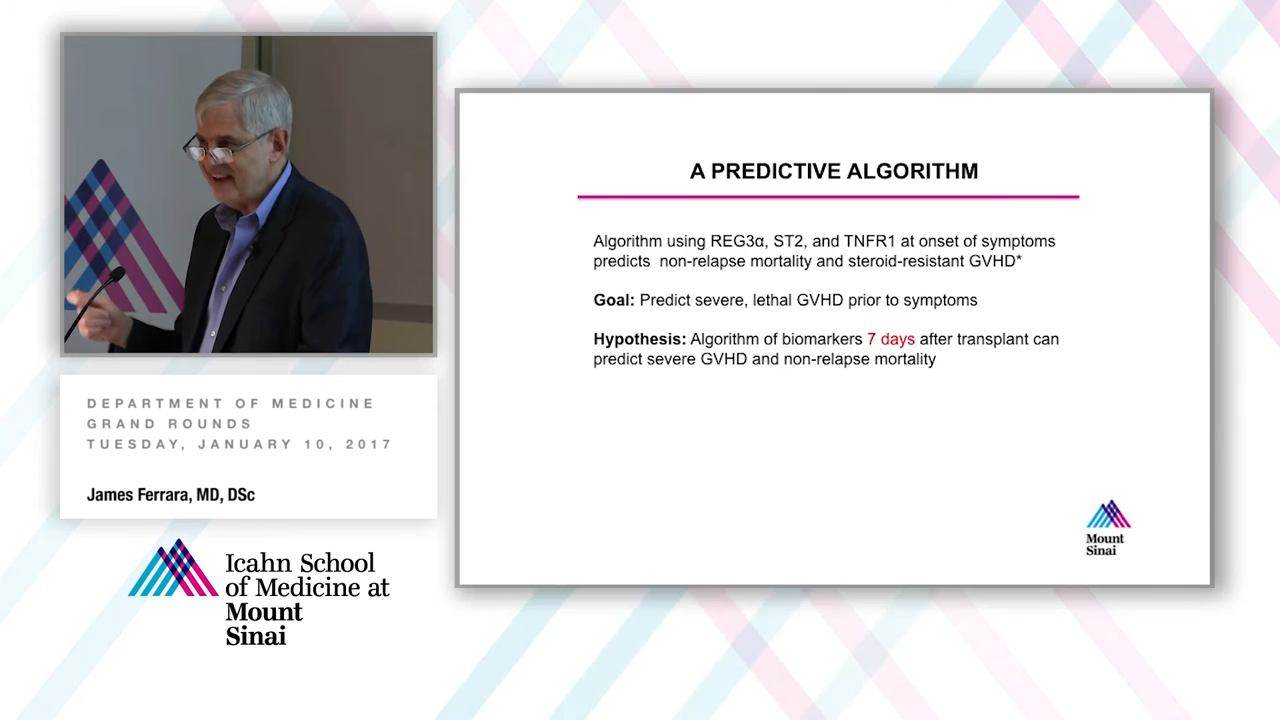 DEPARTMENT OF MEDICINE
GRAND ROUNDS
TUESDAY, JANUARY 10, 2017
James Ferrara, MD, DSc
Icahn School
of Medicine at
Mount
Sinai
A PREDICTIVE ALGORITHM
Algorithm using REG3α, ST2, and TNFR1 at onset of symptoms
predicts  non-relapse mortality and steroid-resistant GVHD*
Goal: Predict severe, lethal GVHD prior to symptoms
Hypothesis: Algorithm of biomarkers 7 days after transplant can
predict severe GVHD and non-relapse mortality
Mount
Sinai